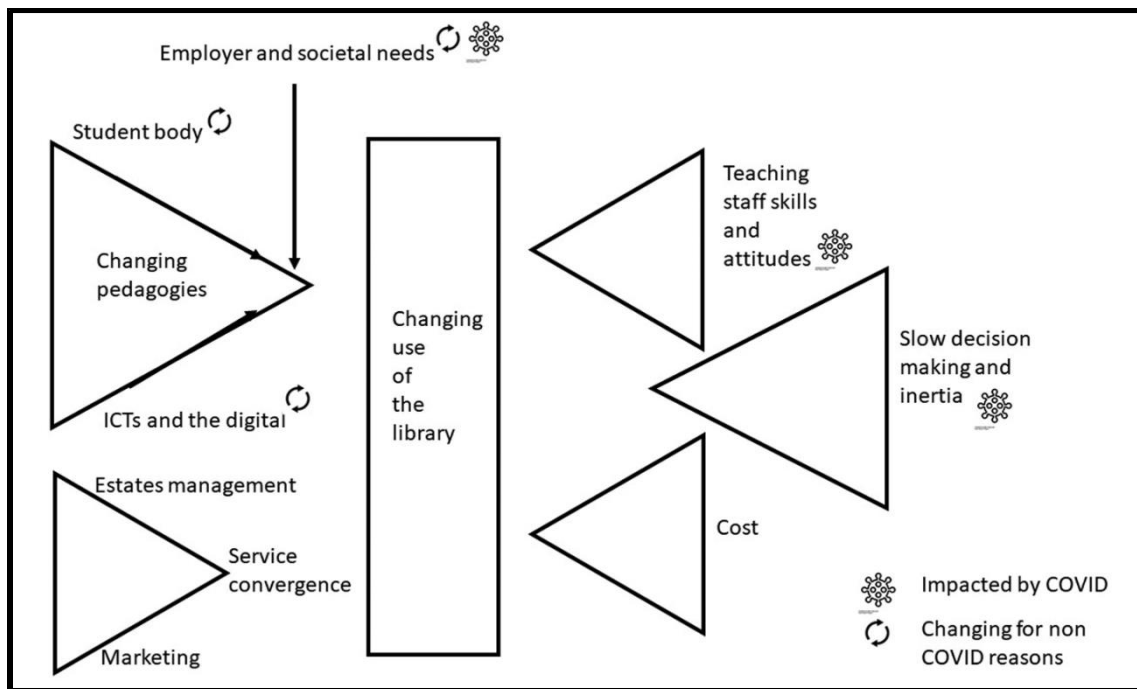 Employer and societal needs
Student body
Changing
pedagogies
ICTs and the digital
Estates management
Service
convergence
Marketing
Changing
use
of
the
library
Teaching
staff skills
and
attitudes
Slow decision
making and
inertia
Cost
Impacted by COVID
Changing for non
COVID reasons